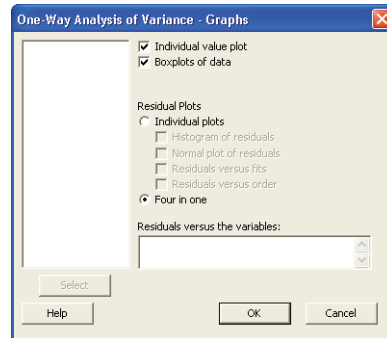 One-Way Analysis of Variance - Graphs
Individual value plot
Boxplots of data
Residual Plots
Individual plots
Histogram of residuals
Normal plot of residuals
Residuals versus fits
Residuals versus order
Four in one
Residuals versus the variables:
Select
Help
OK
Cancel